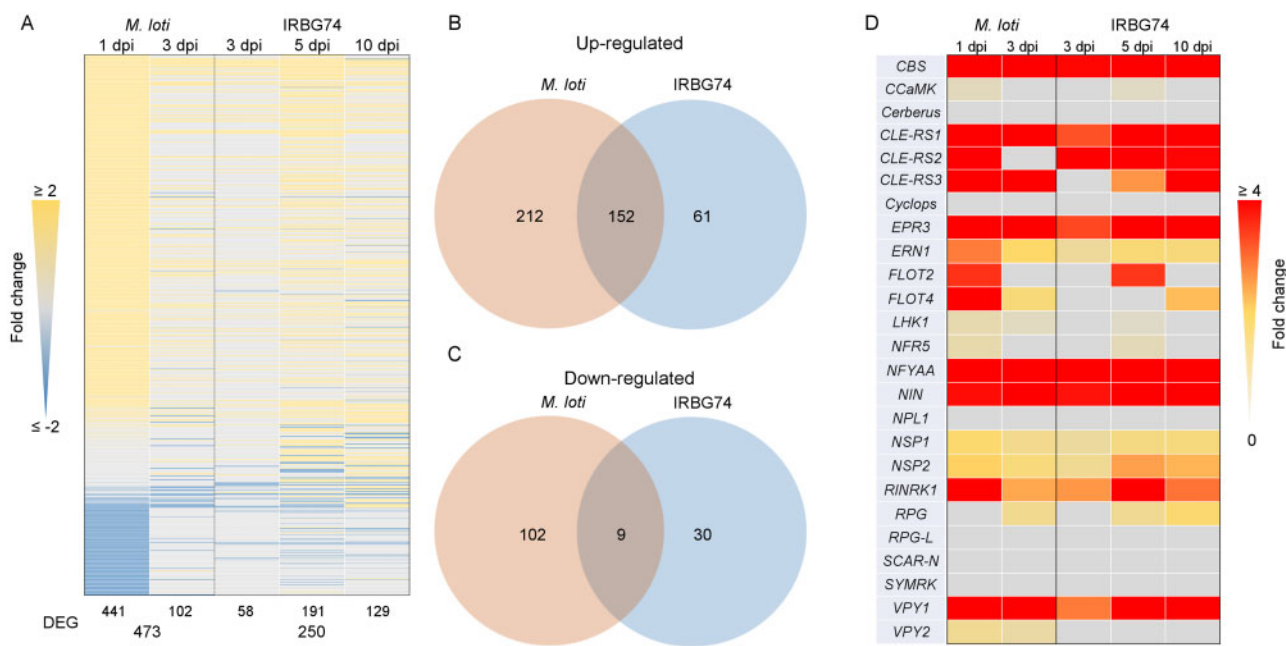 A
M. loti
IRBG74
1 dpi 3 dpi 3 dpi 5 dpi 10 dpi
≥ 2
Fold change
≤ -2
441 102 58 191 129
DEG
473 250
B
Up-regulated
M. loti
IRBG74
212 152 61
C
Down-regulated
M. loti
IRBG74
102 9 30
D
M. loti
IRBG74
1 dpi 3 dpi 3 dpi 5 dpi 10 dpi
CBS
CCaMK
Cerberus
CLE-RS1
CLE-RS2
CLE-RS3
Cyclops
EPR3
ERN1
FLOT2
FLOT4
LHK1
NFR5
NFYAA
NIN
NPL1
NSP1
NSP2
RINRK1
RPG
RPG-L
SCAR-N
SYMRK
VPY1
VPY2
≥ 4
Fold change
0